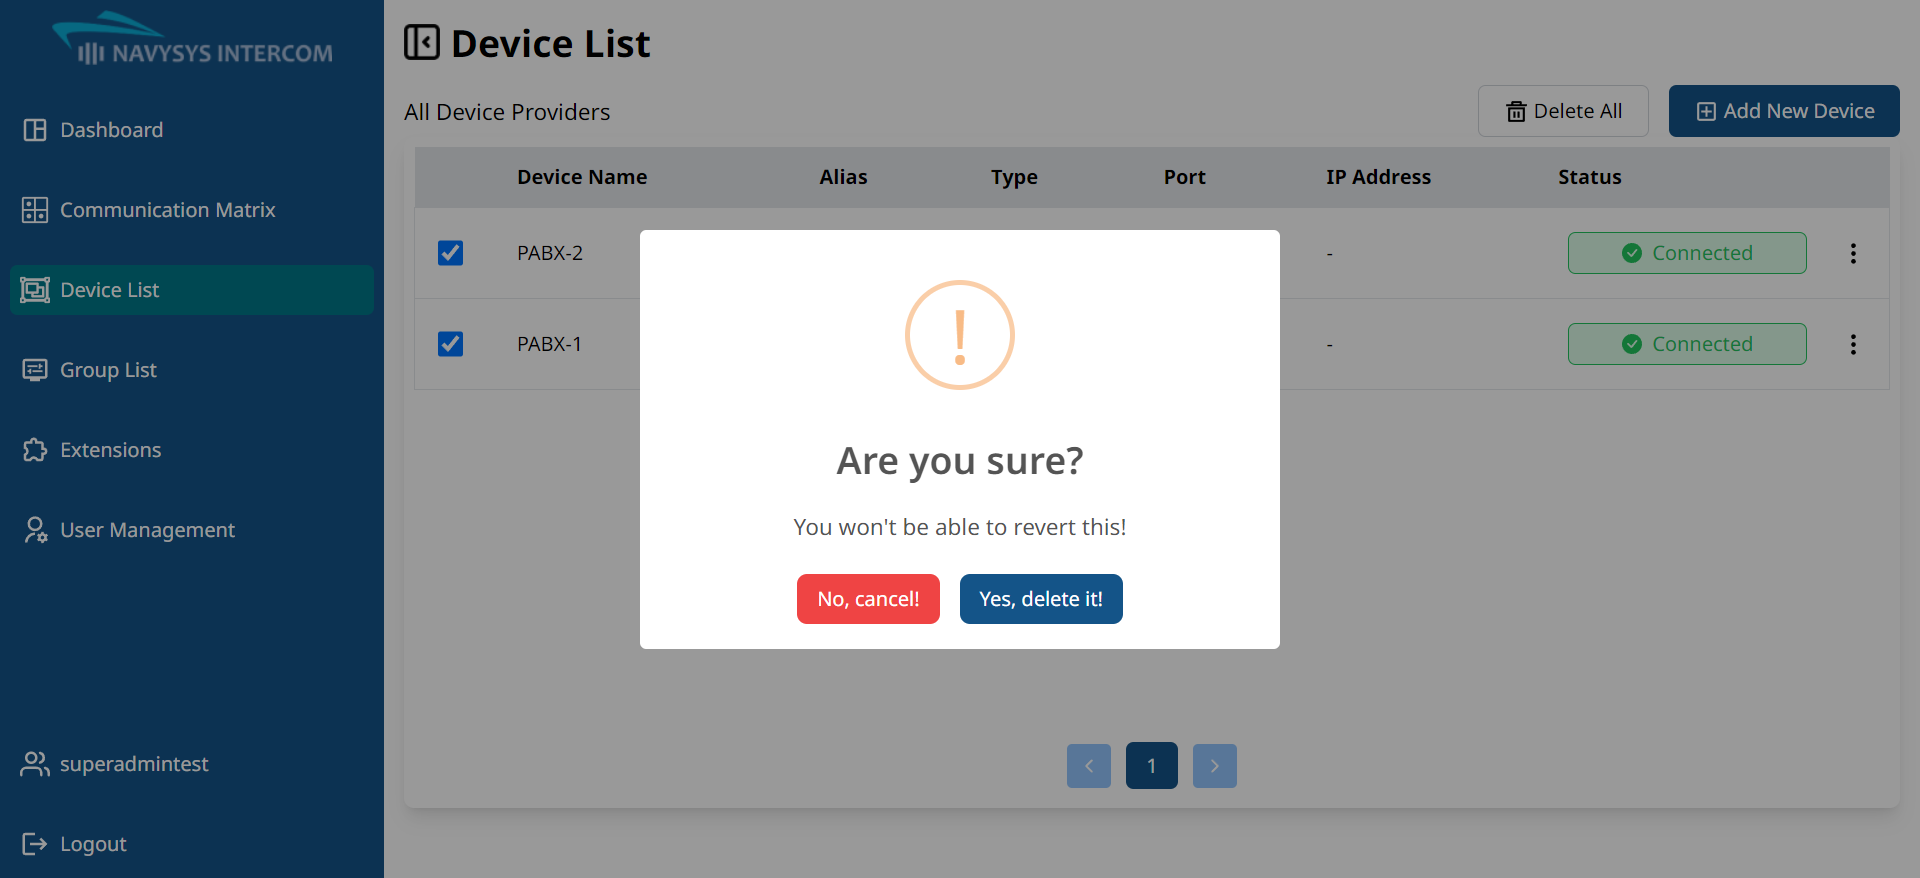 NAVYSYS INTERCOM
Dashboard
Communication Matrix
Device List
Group List
Extensions
User Management
superadmintest
Logout
Device List
All Device Providers
Delete All
Add New Device
Device Name Alias Type Port IP Address Status
PABX-2 - Connected
PABX-1 - Connected
!
Are you sure?
You won't be able to revert this!
No, cancel! Yes, delete it!
1